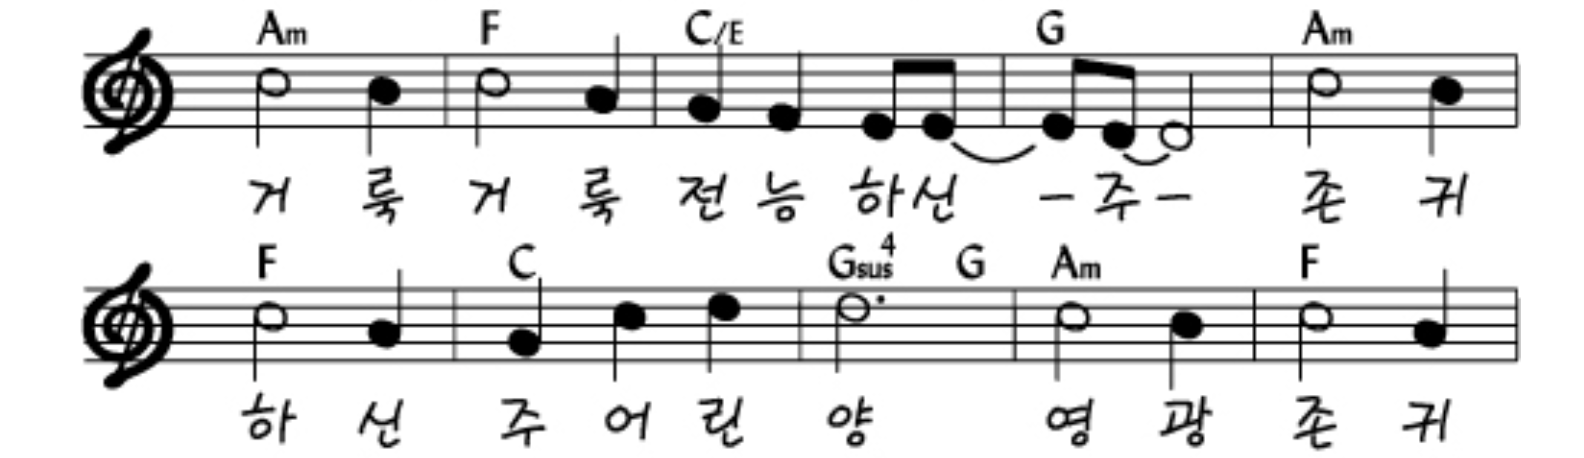 Am F C/E G Am
거 룩 거 룩 전 능 하 신 - 주 - 존 귀
F C Gsus4 G Am F
하 신 주 어 린 양 영 광 존 귀